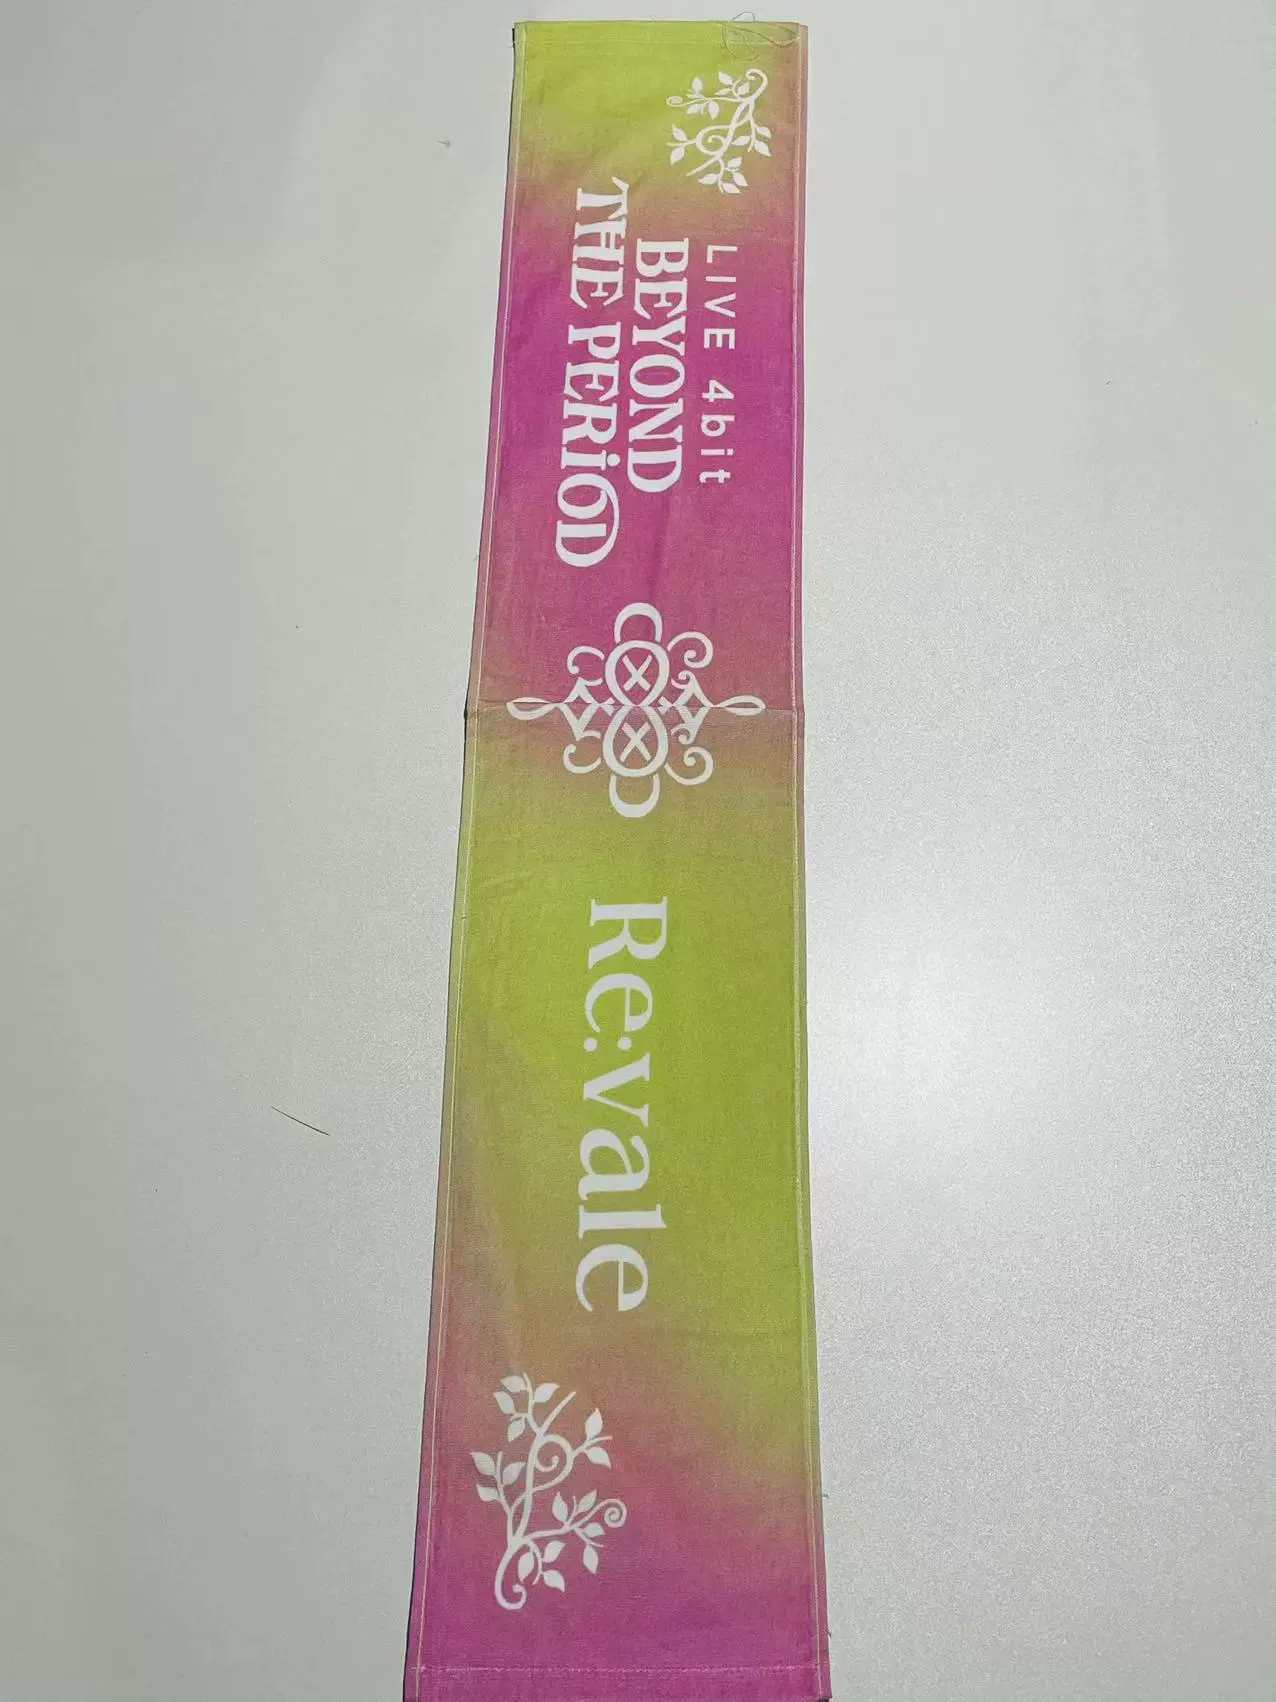 LIVE 4bit
BEYOND
THE PERiOD
Re:vale